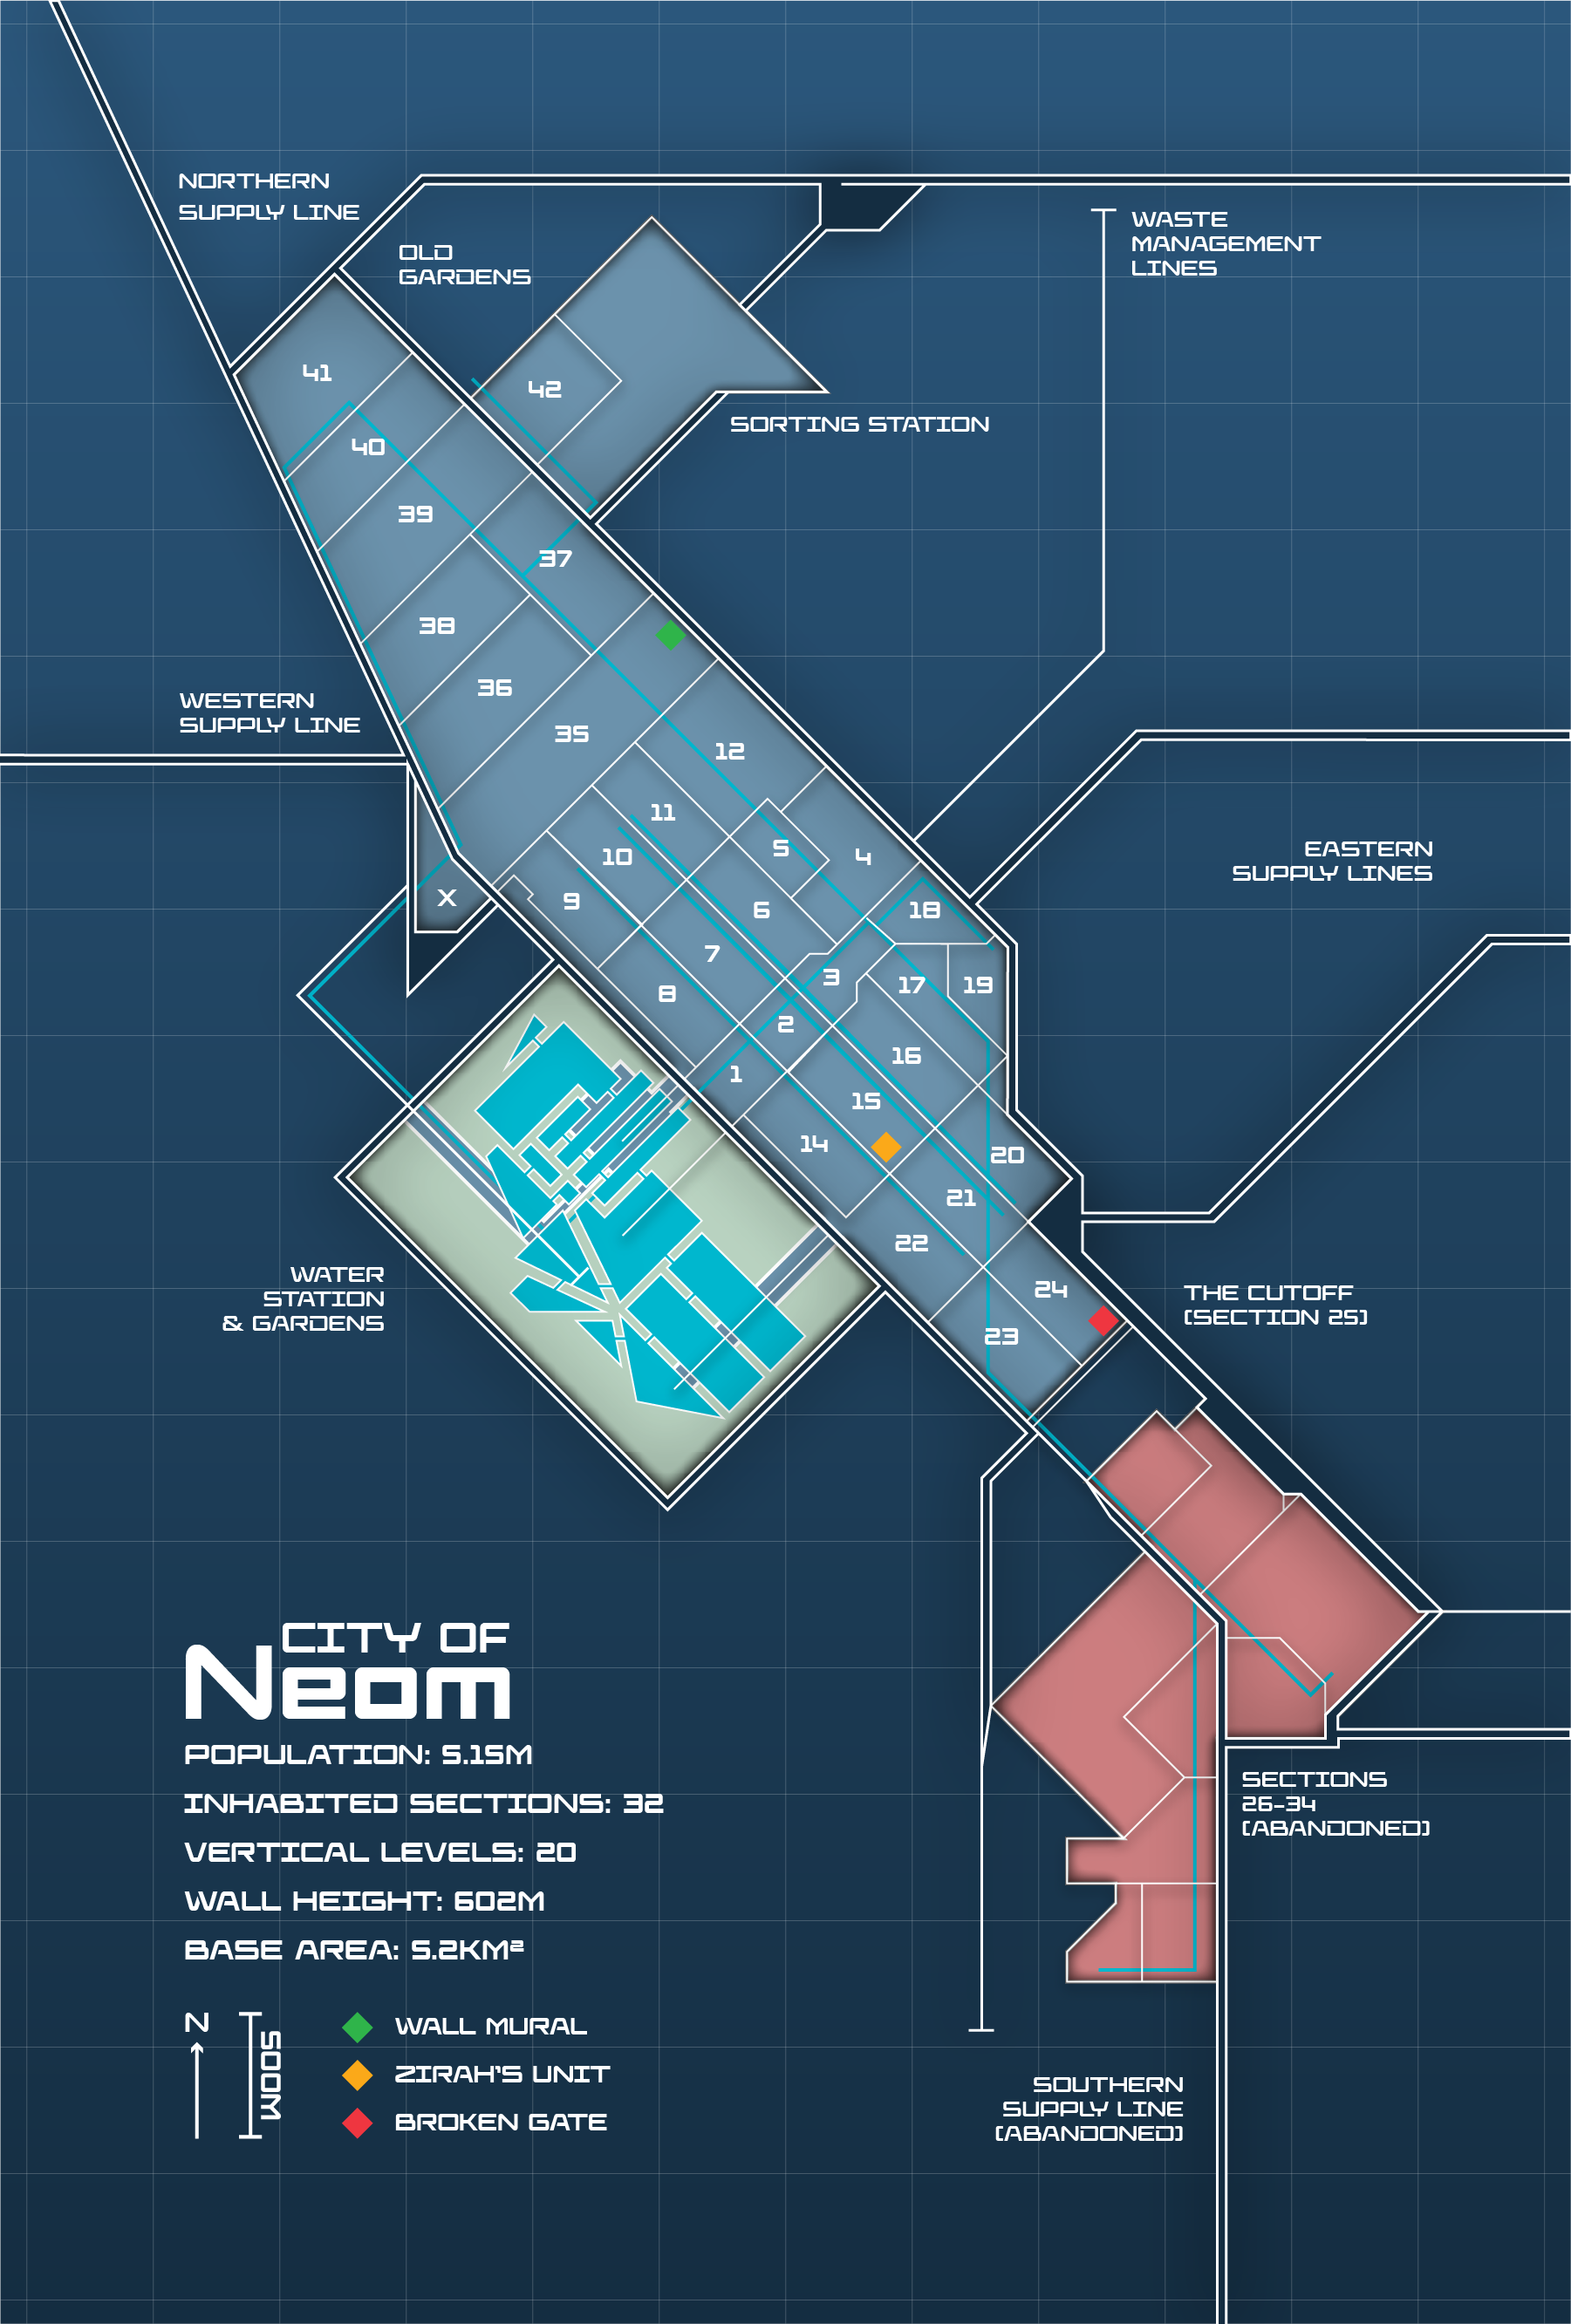 NORTHERN
SUPPLY LINE
OLD
GARDENS
WASTE
MANAGEMENT
LINES
41
42
SORTING STATION
40
39
37
38
36
WESTERN
SUPPLY LINE
35
12
11
5
4
10
EASTERN
SUPPLY LINES
X
9
6
18
7
3
17
19
8
2
16
1
15
14
20
21
22
WATER
STATION
& GARDENS
24
23
THE CUTOFF
(SECTION 25)
CITY OF
Neom
POPULATION: 5.15M
INHABITED SECTIONS: 32
VERTICAL LEVELS: 20
WALL HEIGHT: 602M
BASE AREA: 5.2KM²
SECTIONS
26-34
(ABANDONED)
N
500M
WALL MURAL
ZIRAH'S UNIT
BROKEN GATE
SOUTHERN
SUPPLY LINE
(ABANDONED)